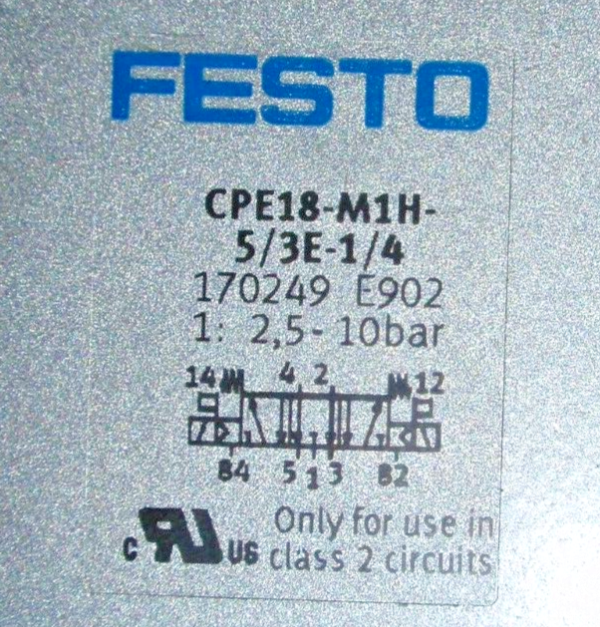 FESTO
CPE18-M1H-
5/3E-1/4
170249 E902
1: 2,5- 10bar
14 4 2 12
84 5 1 3 82
Only for use in
C US class 2 circuits